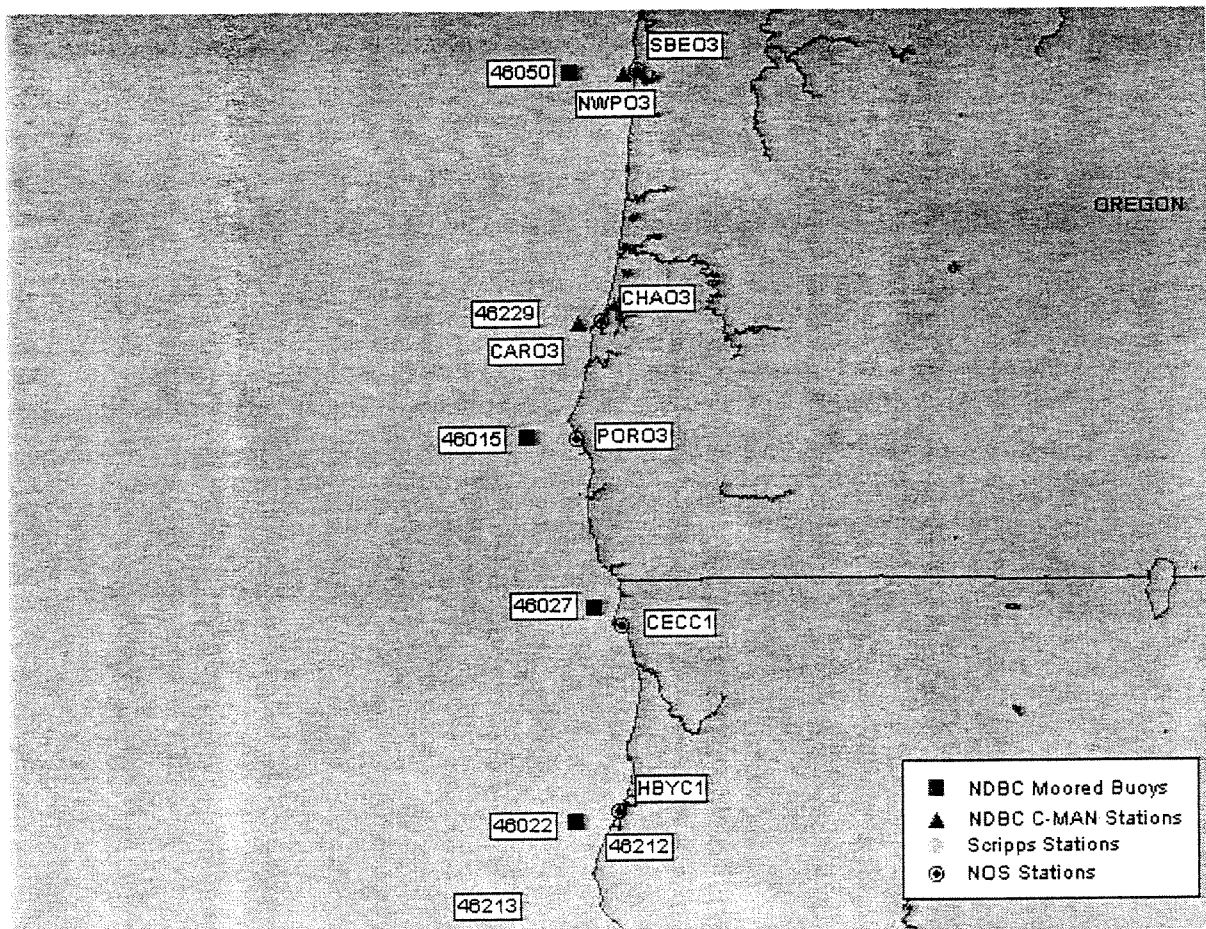 SBEO3
46050
NWPO3
OREGON
CHAO3
46229
CARO3
46015
PORO3
46027
CECC1
HBYC1
46022
46212
46213
NDBC Moored Buoys
NDBC C-MAN Stations
Scripps Stations
NOS Stations